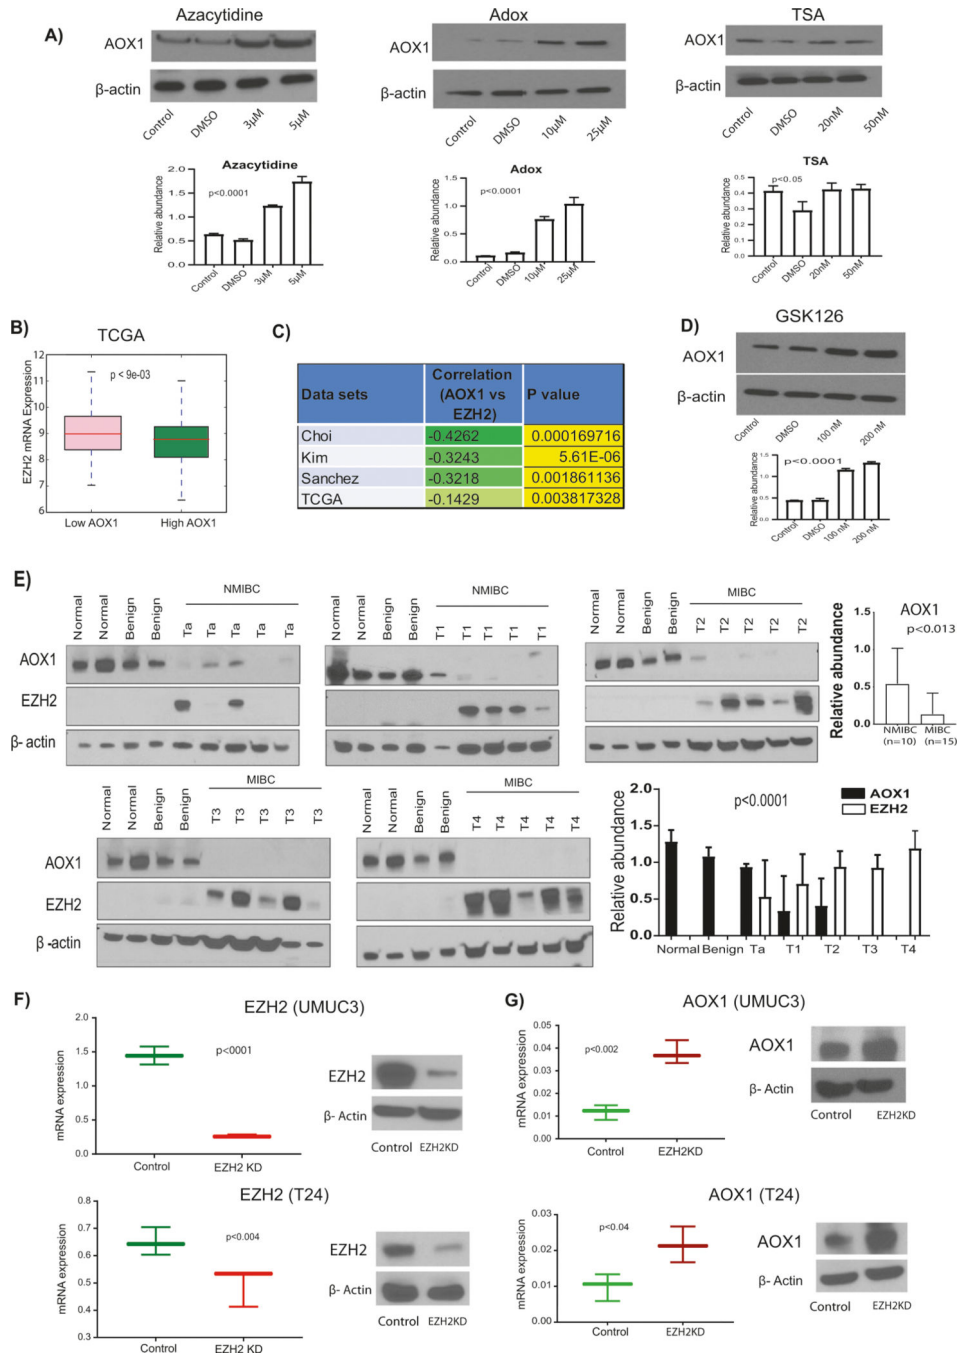 A)
Azacytidine
AOX1
β-actin
Control DMSO 3μM 5μM
Azacytidine
Relative abundance
2.0
1.5
1.0
0.5
0.0
p<0.0001
Control DMSO 3μM 5μM
Adox
AOX1
β-actin
Control DMSO 10μM 25μM
Adox
Relative abundance
1.5
1.0
0.5
0.0
p<0.0001
Control DMSO 10μM 25μM
TSA
AOX1
β-actin
Control DMSO 20nM 50nM
TSA
Relative abundance
0.5
0.4
0.3
0.2
0.1
0.0
p<0.05
Control DMSO 20nM 50nM
B)
TCGA
EZH2 mRNA Expression
12
11
10
9
8
7
6
p < 9e-03
Low AOX1 High AOX1
C)
Data sets Correlation (AOX1 vs EZH2) P value
Choi -0.4262 0.000169716
Kim -0.3243 5.61E-06
Sanchez -0.3218 0.001861136
TCGA -0.1429 0.003817328
D)
GSK126
AOX1
β-actin
Control DMSO 100 nM 200 nM
Relative abundance
1.5
1.0
0.5
0.0
p<0.0001
Control DMSO 100 nM 200 nM
E)
NMIBC
Normal Normal Benign Benign Ta Ta Ta Ta Ta
AOX1
EZH2
β- actin
NMIBC
Normal Normal Benign Benign T1 T1 T1 T1 T1
MIBC
Normal Normal Benign Benign T2 T2 T2 T2 T2
AOX1
Relative abundance
1.5
1.0
0.5
0.0
p<0.013
NMIBC MIBC
(n=10) (n=15)
MIBC
Normal Normal Benign Benign T3 T3 T3 T3 T3
AOX1
EZH2
β-actin
MIBC
Normal Normal Benign Benign T4 T4 T4 T4 T4
Relative abundance
1.5
1.0
0.5
0.0
p<0.0001
AOX1
EZH2
Normal Benign Ta T1 T2 T3 T4
F)
EZH2 (UMUC3)
mRNA expression
2.0
1.5
1.0
0.5
0.0
p<0001
Control EZH2 KD
EZH2
β- Actin
Control EZH2KD
EZH2 (T24)
mRNA expression
0.8
0.7
0.6
0.5
0.4
0.3
p<0.004
Control EZH2 KD
EZH2
β- Actin
Control EZH2KD
G)
AOX1 (UMUC3)
mRNA expression
0.05
0.04
0.03
0.02
0.01
0.00
p<0.002
Control EZH2 KD
AOX1
β- Actin
Control EZH2KD
AOX1 (T24)
mRNA expression
0.04
0.03
0.02
0.01
0.00
p<0.04
Control EZH2 KD
AOX1
β- Actin
Control EZH2KD